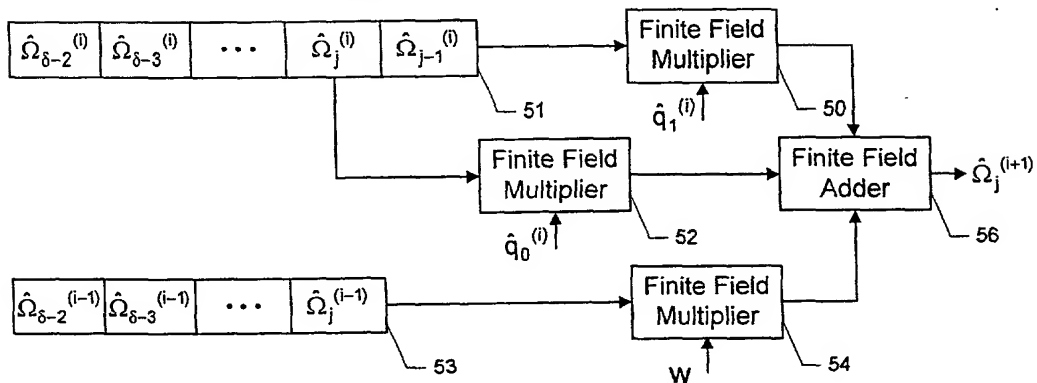 Ω̂δ−2(i) Ω̂δ−3(i) ••• Ω̂j(i) Ω̂j-1(i)
Finite Field
Multiplier
51
q̂1(i)
50
Finite Field
Multiplier
Finite Field
Adder
Ω̂j(i+1)
q̂0(i)
52
56
Ω̂δ−2(i-1) Ω̂δ−3(i-1) ••• Ω̂j(i-1)
Finite Field
Multiplier
53
54
W